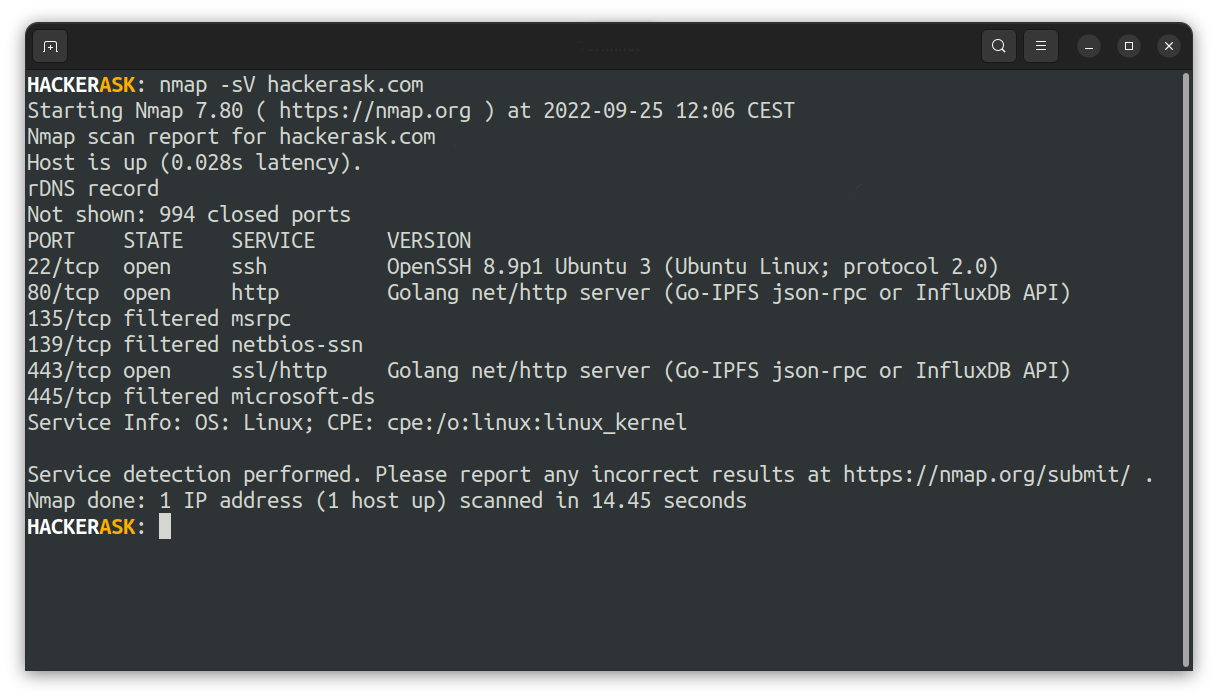 HACKERASK: nmap -sV hackerask.com
Starting Nmap 7.80 ( https://nmap.org ) at 2022-09-25 12:06 CEST
Nmap scan report for hackerask.com
Host is up (0.028s latency).
rDNS record
Not shown: 994 closed ports
PORT    STATE    SERVICE      VERSION
22/tcp  open     ssh          OpenSSH 8.9p1 Ubuntu 3 (Ubuntu Linux; protocol 2.0)
80/tcp  open     http         Golang net/http server (Go-IPFS json-rpc or InfluxDB API)
135/tcp filtered msrpc
139/tcp filtered netbios-ssn
443/tcp open     ssl/http     Golang net/http server (Go-IPFS json-rpc or InfluxDB API)
445/tcp filtered microsoft-ds
Service Info: OS: Linux; CPE: cpe:/o:linux:linux_kernel

Service detection performed. Please report any incorrect results at https://nmap.org/submit/ .
Nmap done: 1 IP address (1 host up) scanned in 14.45 seconds
HACKERASK: